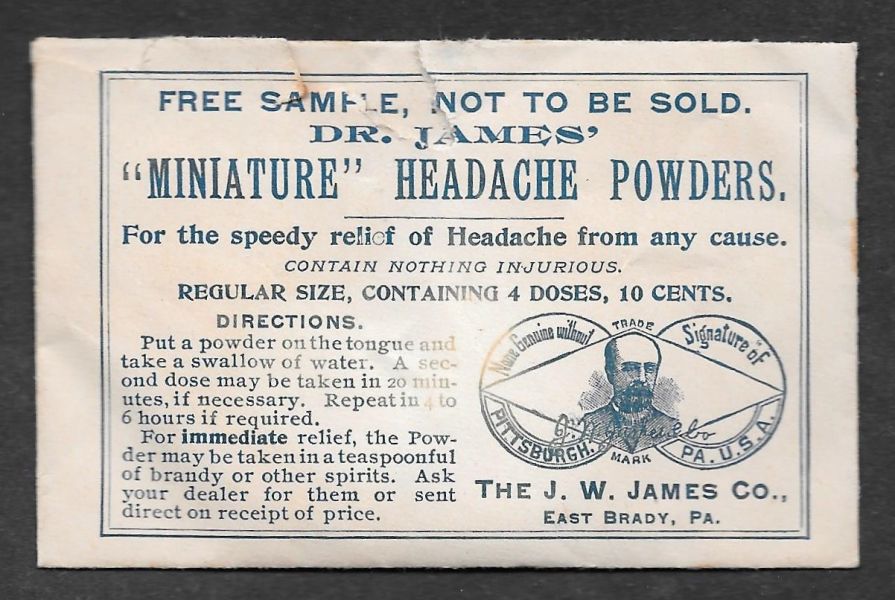 FREE SAMPLE, NOT TO BE SOLD.
DR. JAMES'
"MINIATURE" HEADACHE POWDERS.
For the speedy relief of Headache from any cause.
CONTAIN NOTHING INJURIOUS.
REGULAR SIZE, CONTAINING 4 DOSES, 10 CENTS.
DIRECTIONS.
Put a powder on the tongue and
take a swallow of water. A sec-
ond dose may be taken in 20 min-
utes, if necessary. Repeat in 4 to
6 hours if required.
For immediate relief, the Pow-
der may be taken in a teaspoonful
of brandy or other spirits. Ask
your dealer for them or sent
direct on receipt of price.
None Genuine without
TRADE
Signature of
PITTSBURGH.
MARK
PA. U.S.A.
THE J. W. JAMES CO.,
EAST BRADY, PA.